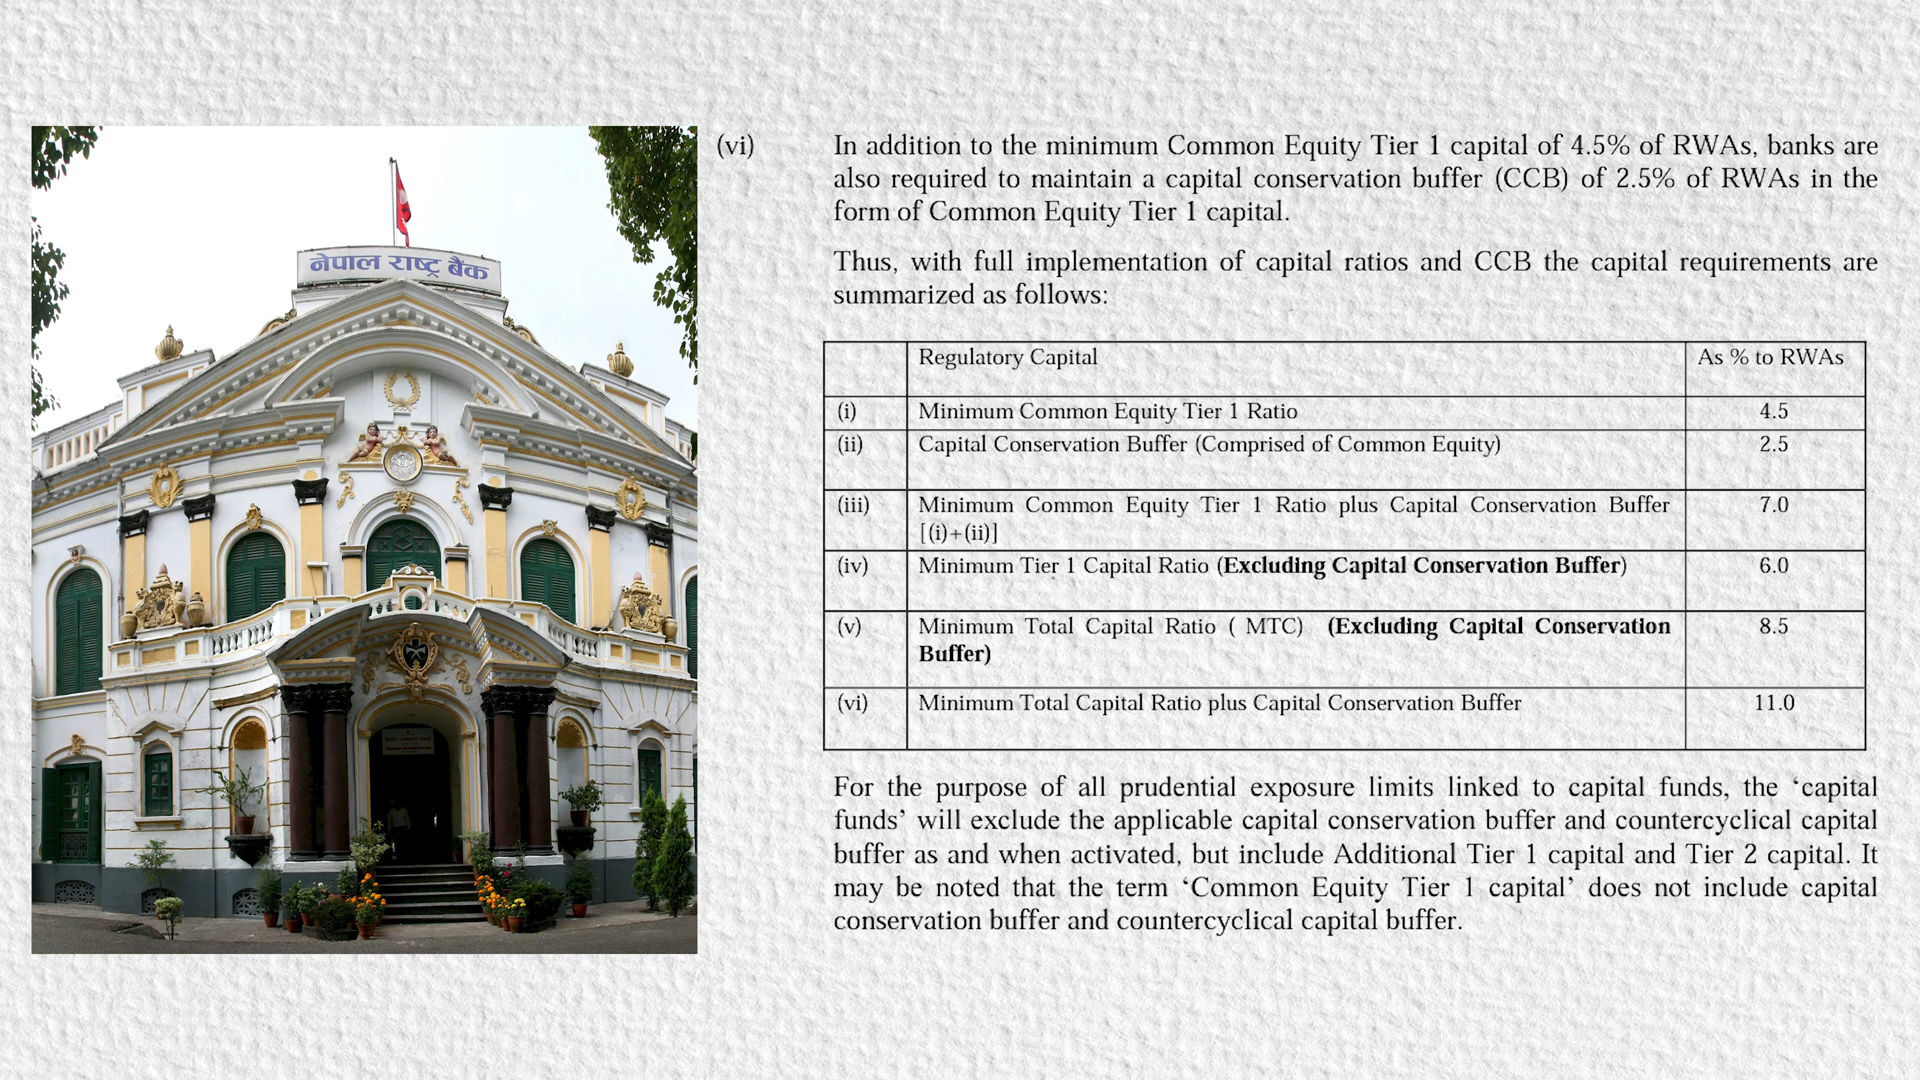 नेपाल राष्ट्र बैंक
(vi) In addition to the minimum Common Equity Tier 1 capital of 4.5% of RWAs, banks are
also required to maintain a capital conservation buffer (CCB) of 2.5% of RWAs in the
form of Common Equity Tier 1 capital.
Thus, with full implementation of capital ratios and CCB the capital requirements are
summarized as follows:
Regulatory Capital As % to RWAs
(i) Minimum Common Equity Tier 1 Ratio 4.5
(ii) Capital Conservation Buffer (Comprised of Common Equity) 2.5
(iii) Minimum Common Equity Tier 1 Ratio plus Capital Conservation Buffer 7.0
[(i)+(ii)]
(iv) Minimum Tier 1 Capital Ratio (Excluding Capital Conservation Buffer) 6.0
(v) Minimum Total Capital Ratio ( MTC) (Excluding Capital Conservation 8.5
Buffer)
(vi) Minimum Total Capital Ratio plus Capital Conservation Buffer 11.0
For the purpose of all prudential exposure limits linked to capital funds, the ‘capital
funds’ will exclude the applicable capital conservation buffer and countercyclical capital
buffer as and when activated, but include Additional Tier 1 capital and Tier 2 capital. It
may be noted that the term ‘Common Equity Tier 1 capital’ does not include capital
conservation buffer and countercyclical capital buffer.